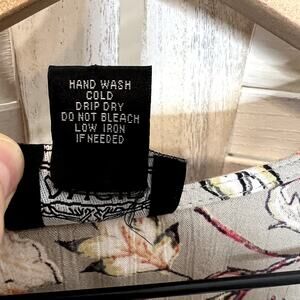 HAND WASH
COLD
DRIP DRY
DO NOT BLEACH
LOW IRON
IF NEEDED